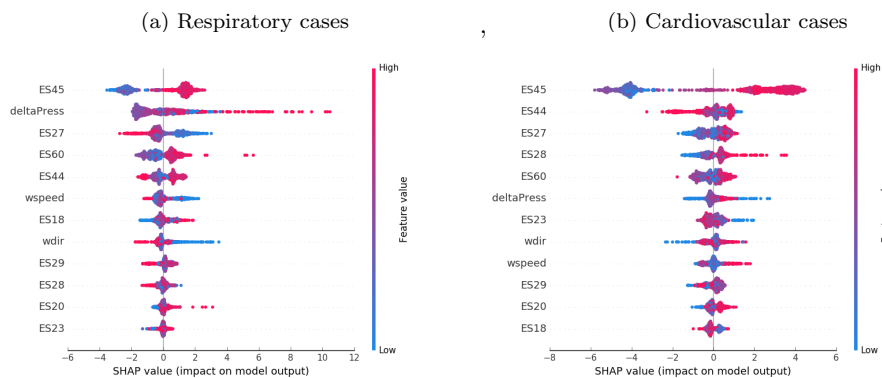 (a) Respiratory cases
,
(b) Cardiovascular cases
High
ES45
deltaPress
ES27
ES60
ES44
wspeed
ES18
wdir
ES29
ES28
ES20
ES23
Feature value
Low
−6 −4 −2 0 2 4 6 8 10 12
SHAP value (impact on model output)
High
ES45
ES44
ES27
ES28
ES60
deltaPress
ES23
wdir
wspeed
ES29
ES20
ES18
Low
−8 −6 −4 −2 0 2 4 6
SHAP value (impact on model output)